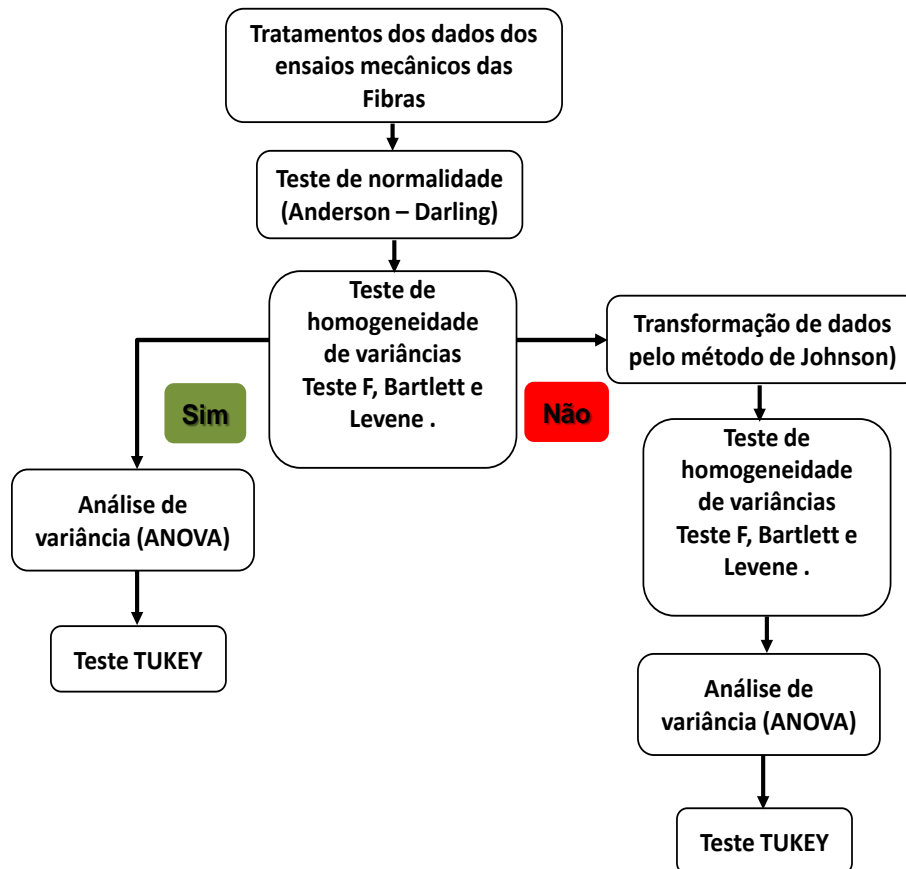 Tratamentos dos dados dos
ensaios mecânicos das
Fibras
Teste de normalidade
(Anderson – Darling)
Teste de
homogeneidade
de variâncias
Teste F, Bartlett e
Levene .
Sim
Não
Análise de
variância (ANOVA)
Teste TUKEY
Transformação de dados
pelo método de Johnson)
Teste de
homogeneidade
de variâncias
Teste F, Bartlett e
Levene .
Análise de
variância (ANOVA)
Teste TUKEY